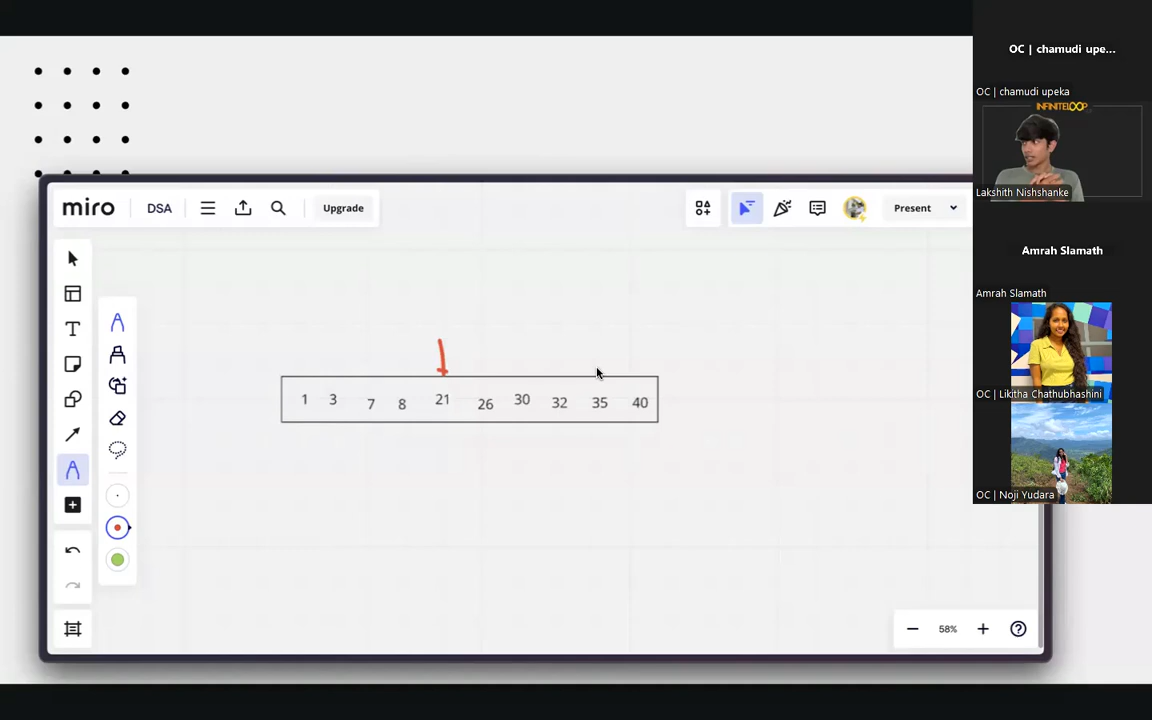 miro
DSA
Upgrade
Present
1 3 7 8 21 26 30 32 35 40
58%
OC | chamudi upe...
OC | chamudi upeka
INFINITELOOP
Lakshith Nishshanke
Amrah Slamath
Amrah Slamath
OC | Likitha Chathubhashini
OC | Noji Yudara